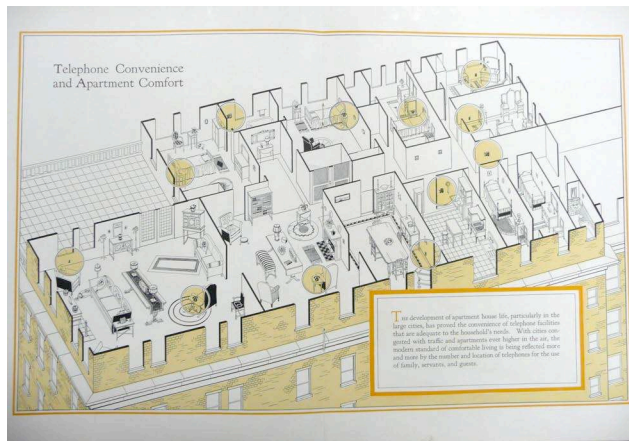 Telephone Convenience
and Apartment Comfort
The development of apartment home life, particularly in the
large cities, has proved the convenience of telephone facilities
that are adequate to the household's needs. With cities con-
gested with traffic and apartments ever higher in the air, the
modern standard of comfortable living is being reflected more
and more by the number and location of telephones for the use
of family, servants, and guests.